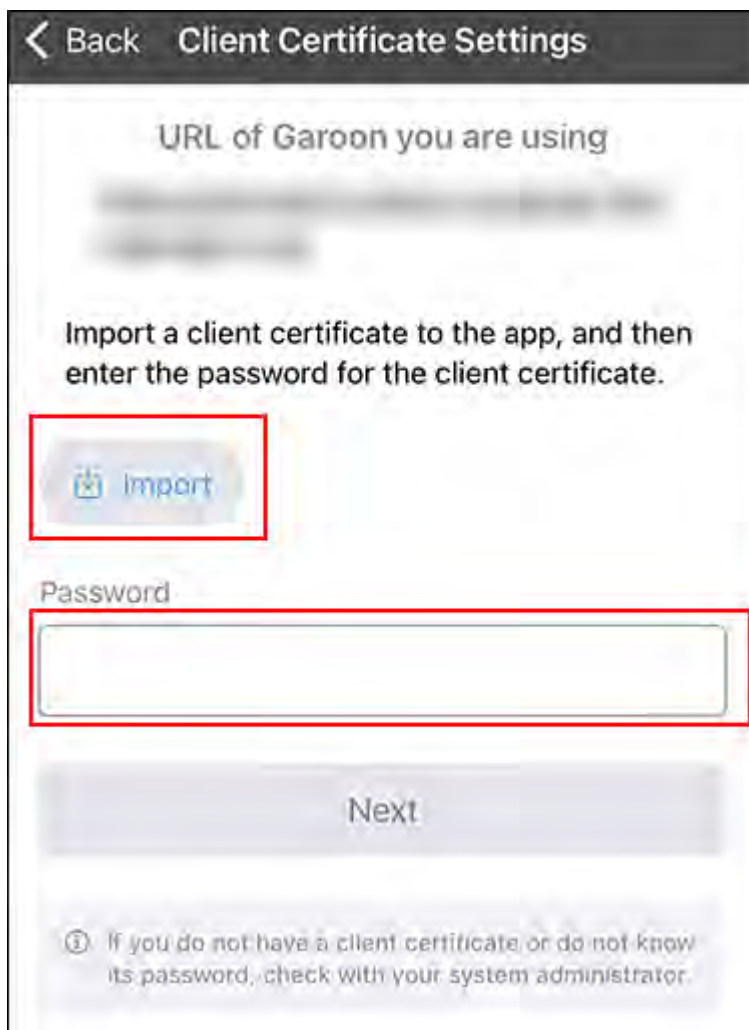 Back Client Certificate Settings
URL of Garoon you are using
Import a client certificate to the app, and then
enter the password for the client certificate.
Import
Password
Next
If you do not have a client certificate or do not know
its password, check with your system administrator.